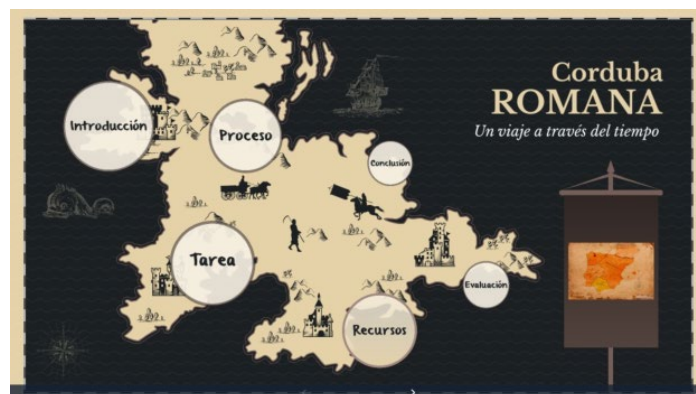 Corduba
ROMANA
Un viaje a través del tiempo
Introducción
Proceso
Conclusión
Tarea
Evaluación
Recursos